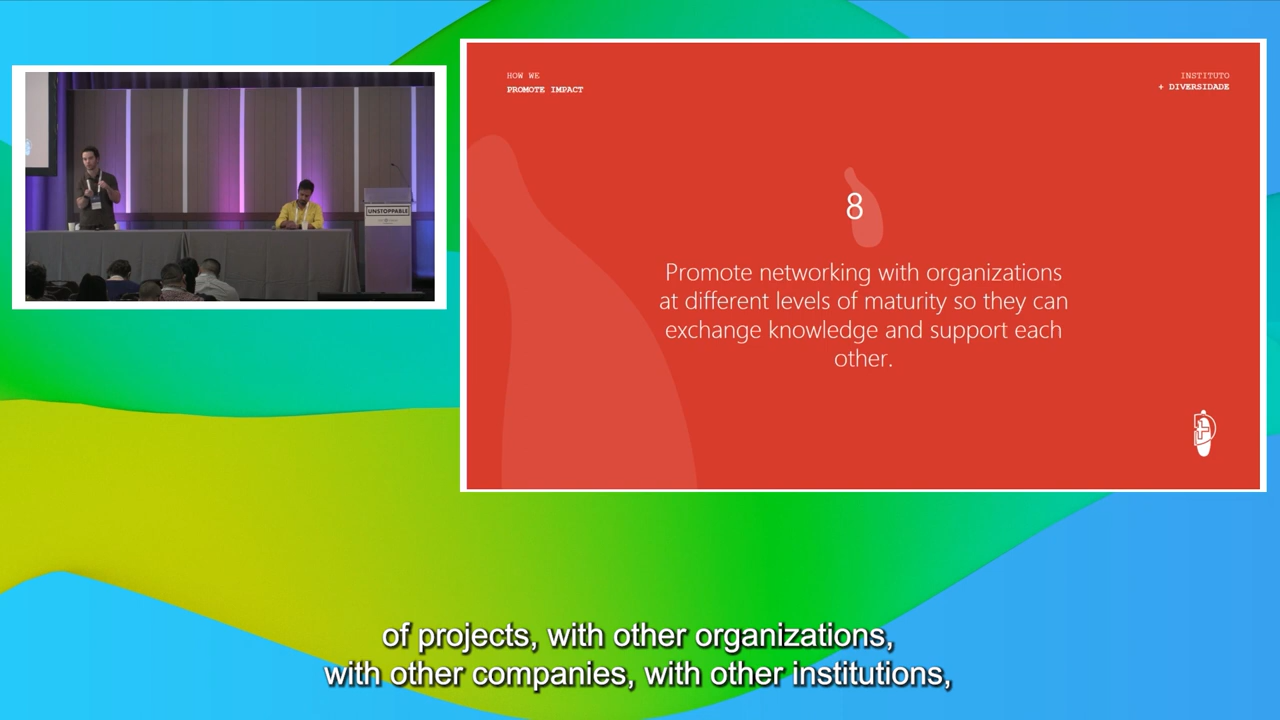 HOW WE
PROMOTE IMPACT
INSTITUTO
+ DIVERSIDADE
8
Promote networking with organizations
at different levels of maturity so they can
exchange knowledge and support each
other.
UNSTOPPABLE
of projects, with other organizations,
with other companies, with other institutions,